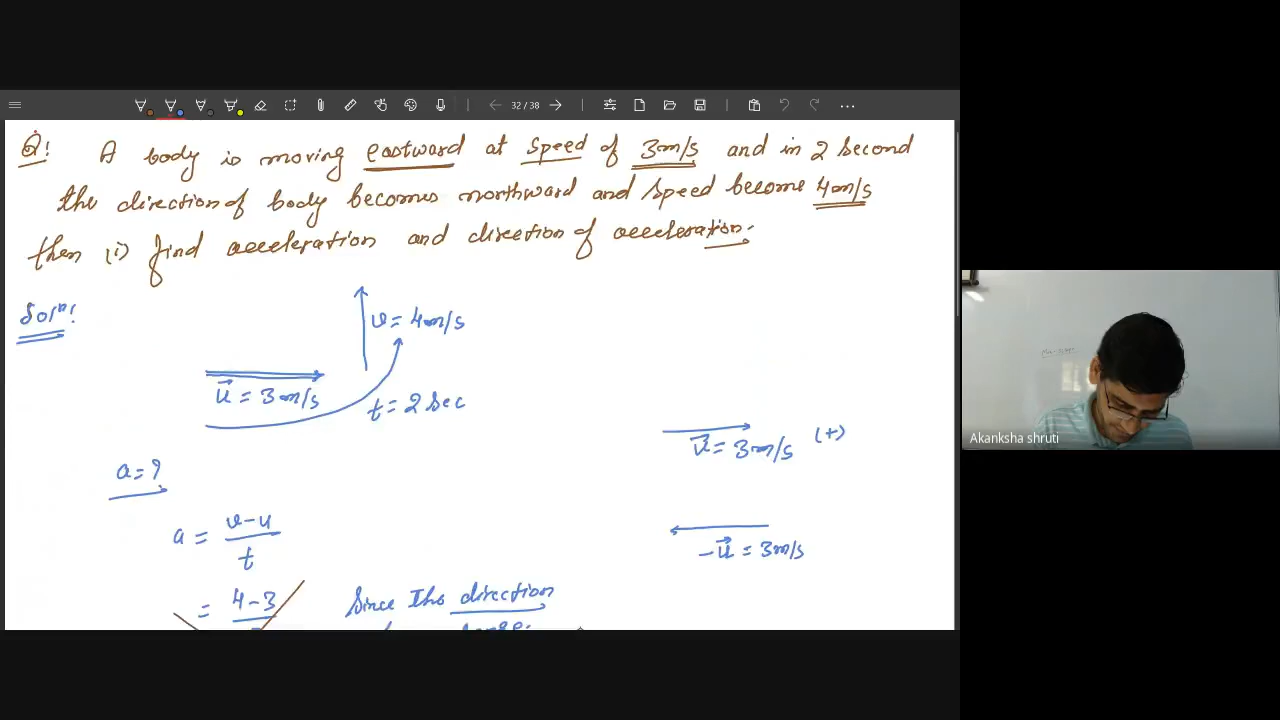 32 / 38
Q! A body is moving eastward at speed of 3m/s and in 2 second
the direction of body becomes northward and speed become 4m/s
then (i) find acceleration and direction of acceleration.
Solⁿ!
v = 4m/s
u = 3m/s
t = 2 sec
u = 3m/s (+)
a = ?
a = v-u
t
-u = 3m/s
= 4-3
Since the direction
Akanksha shruti